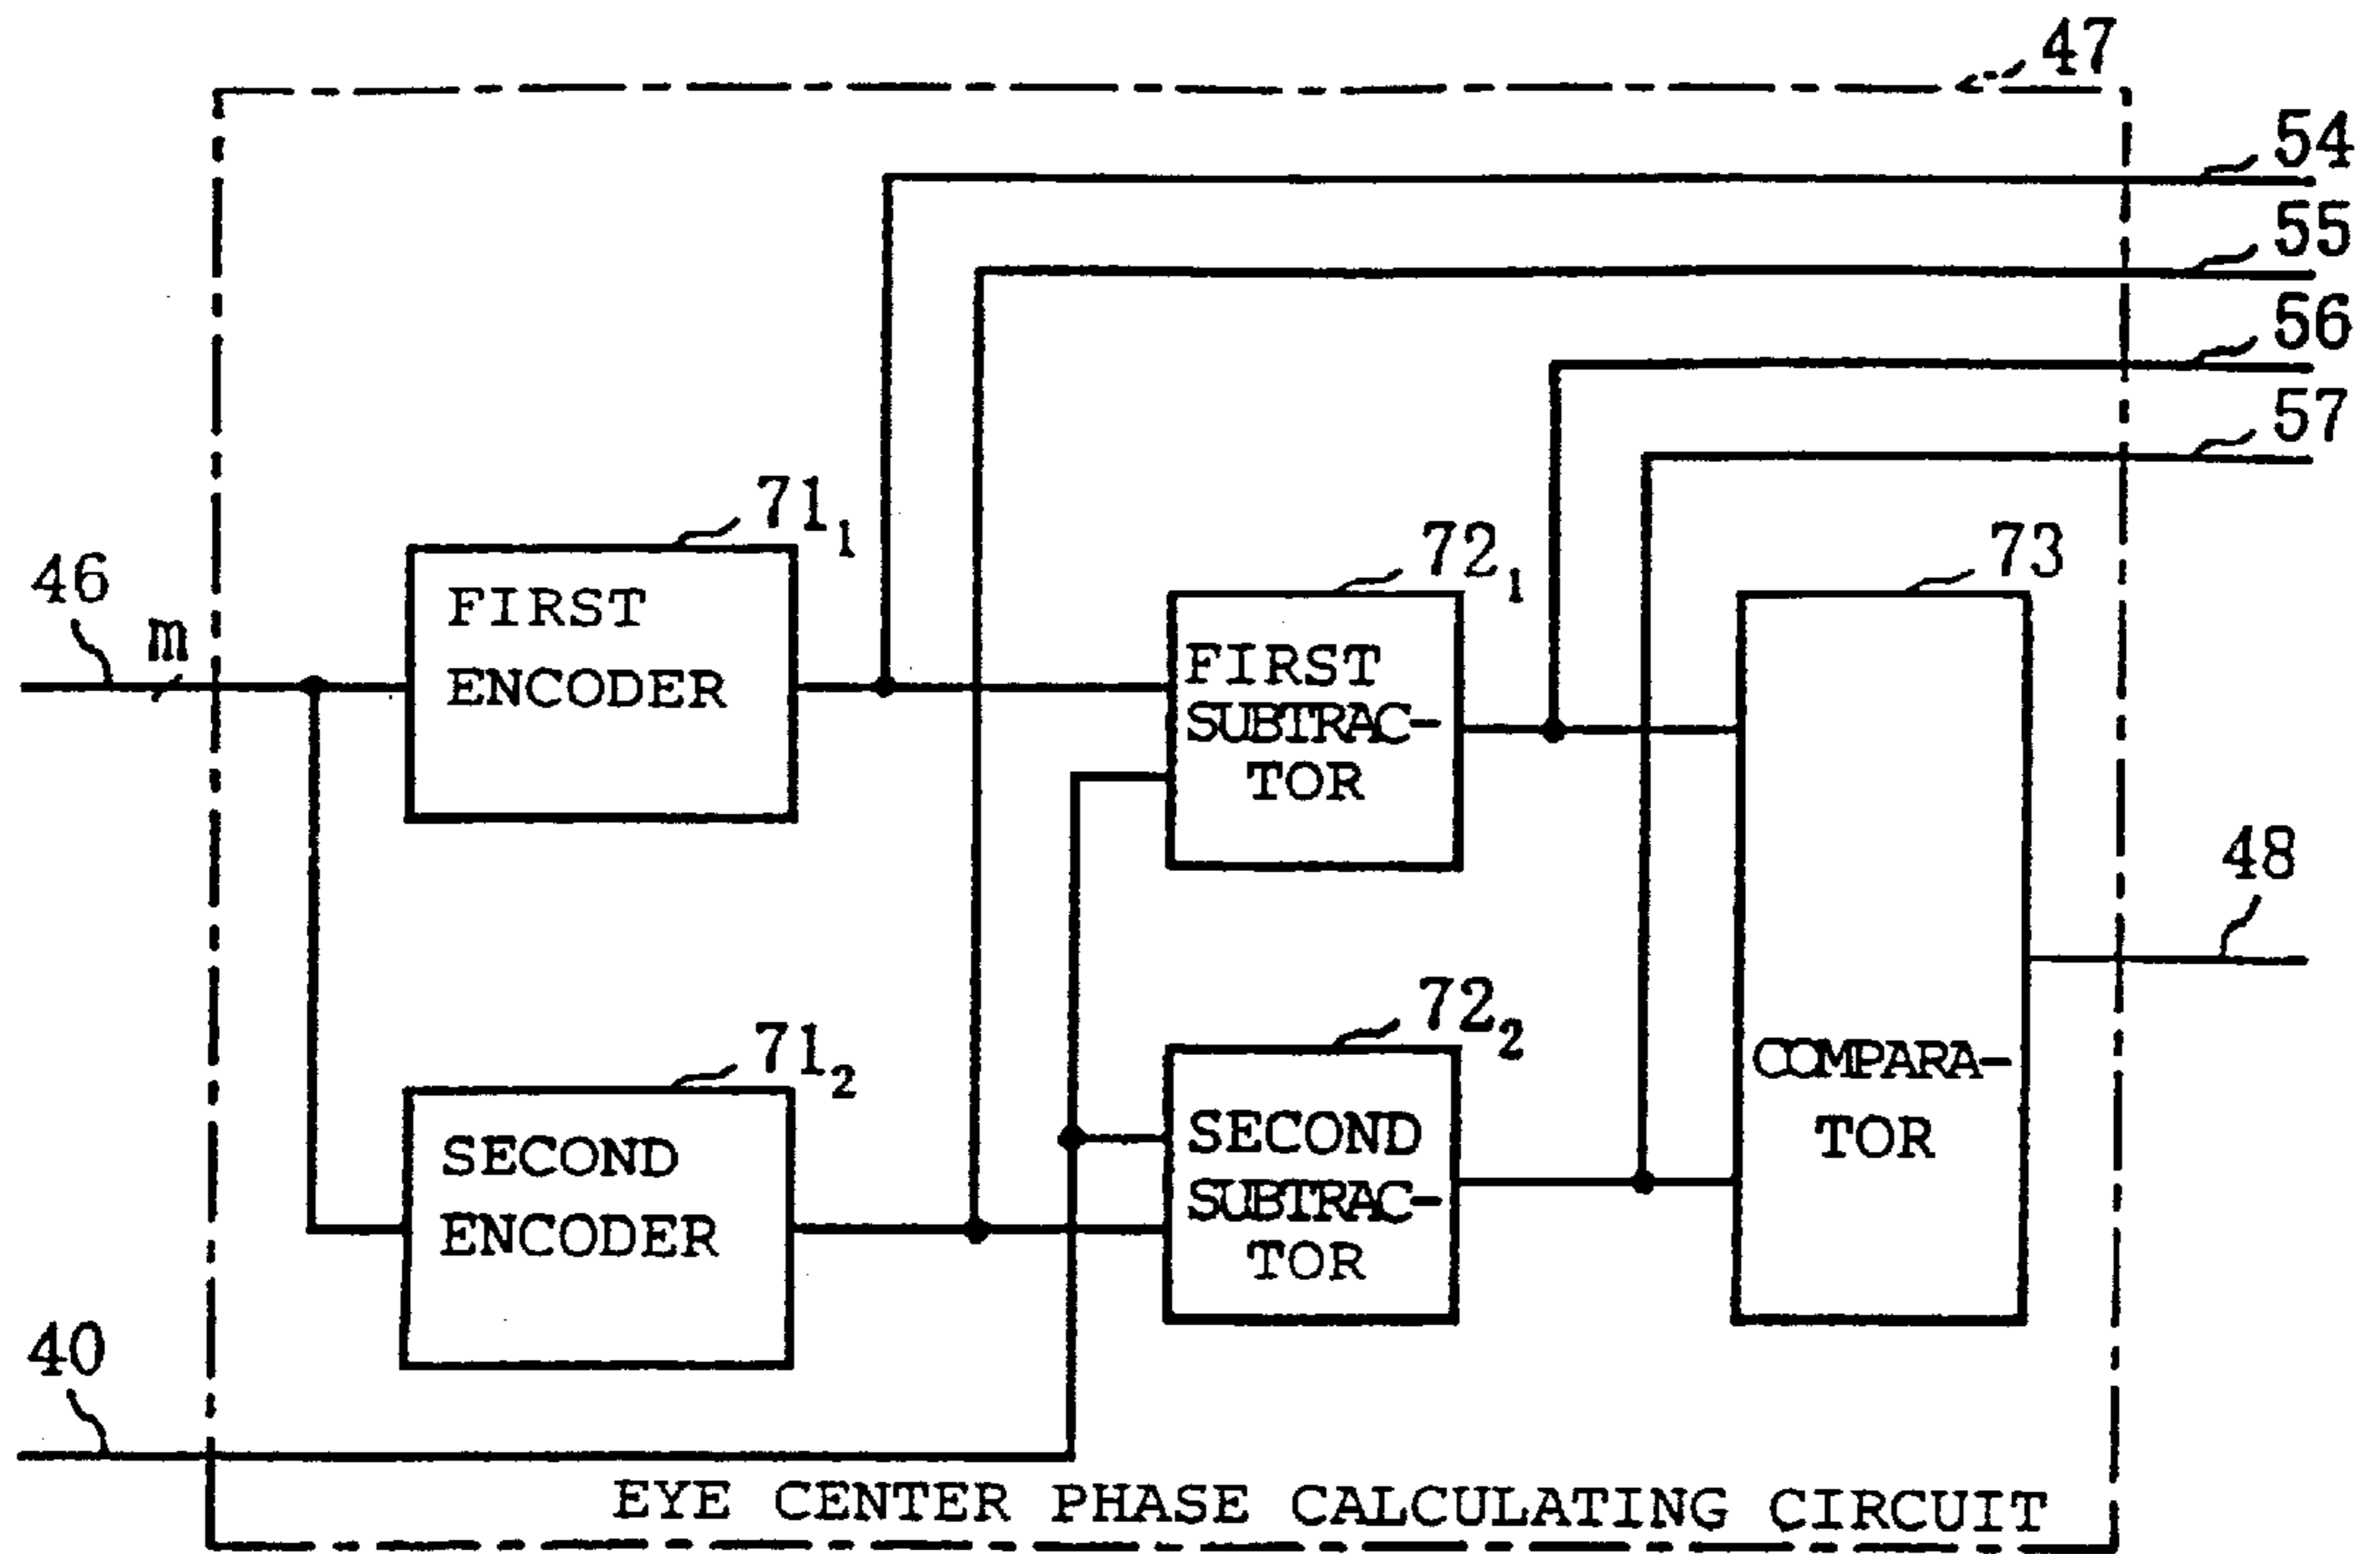 47
54
55
56
57
71₁
46
m
FIRST
ENCODER
72₁
FIRST
SUBTRAC-
TOR
73
48
71₂
SECOND
ENCODER
72₂
SECOND
SUBTRAC-
TOR
COMPARA-
TOR
40
EYE CENTER PHASE CALCULATING CIRCUIT